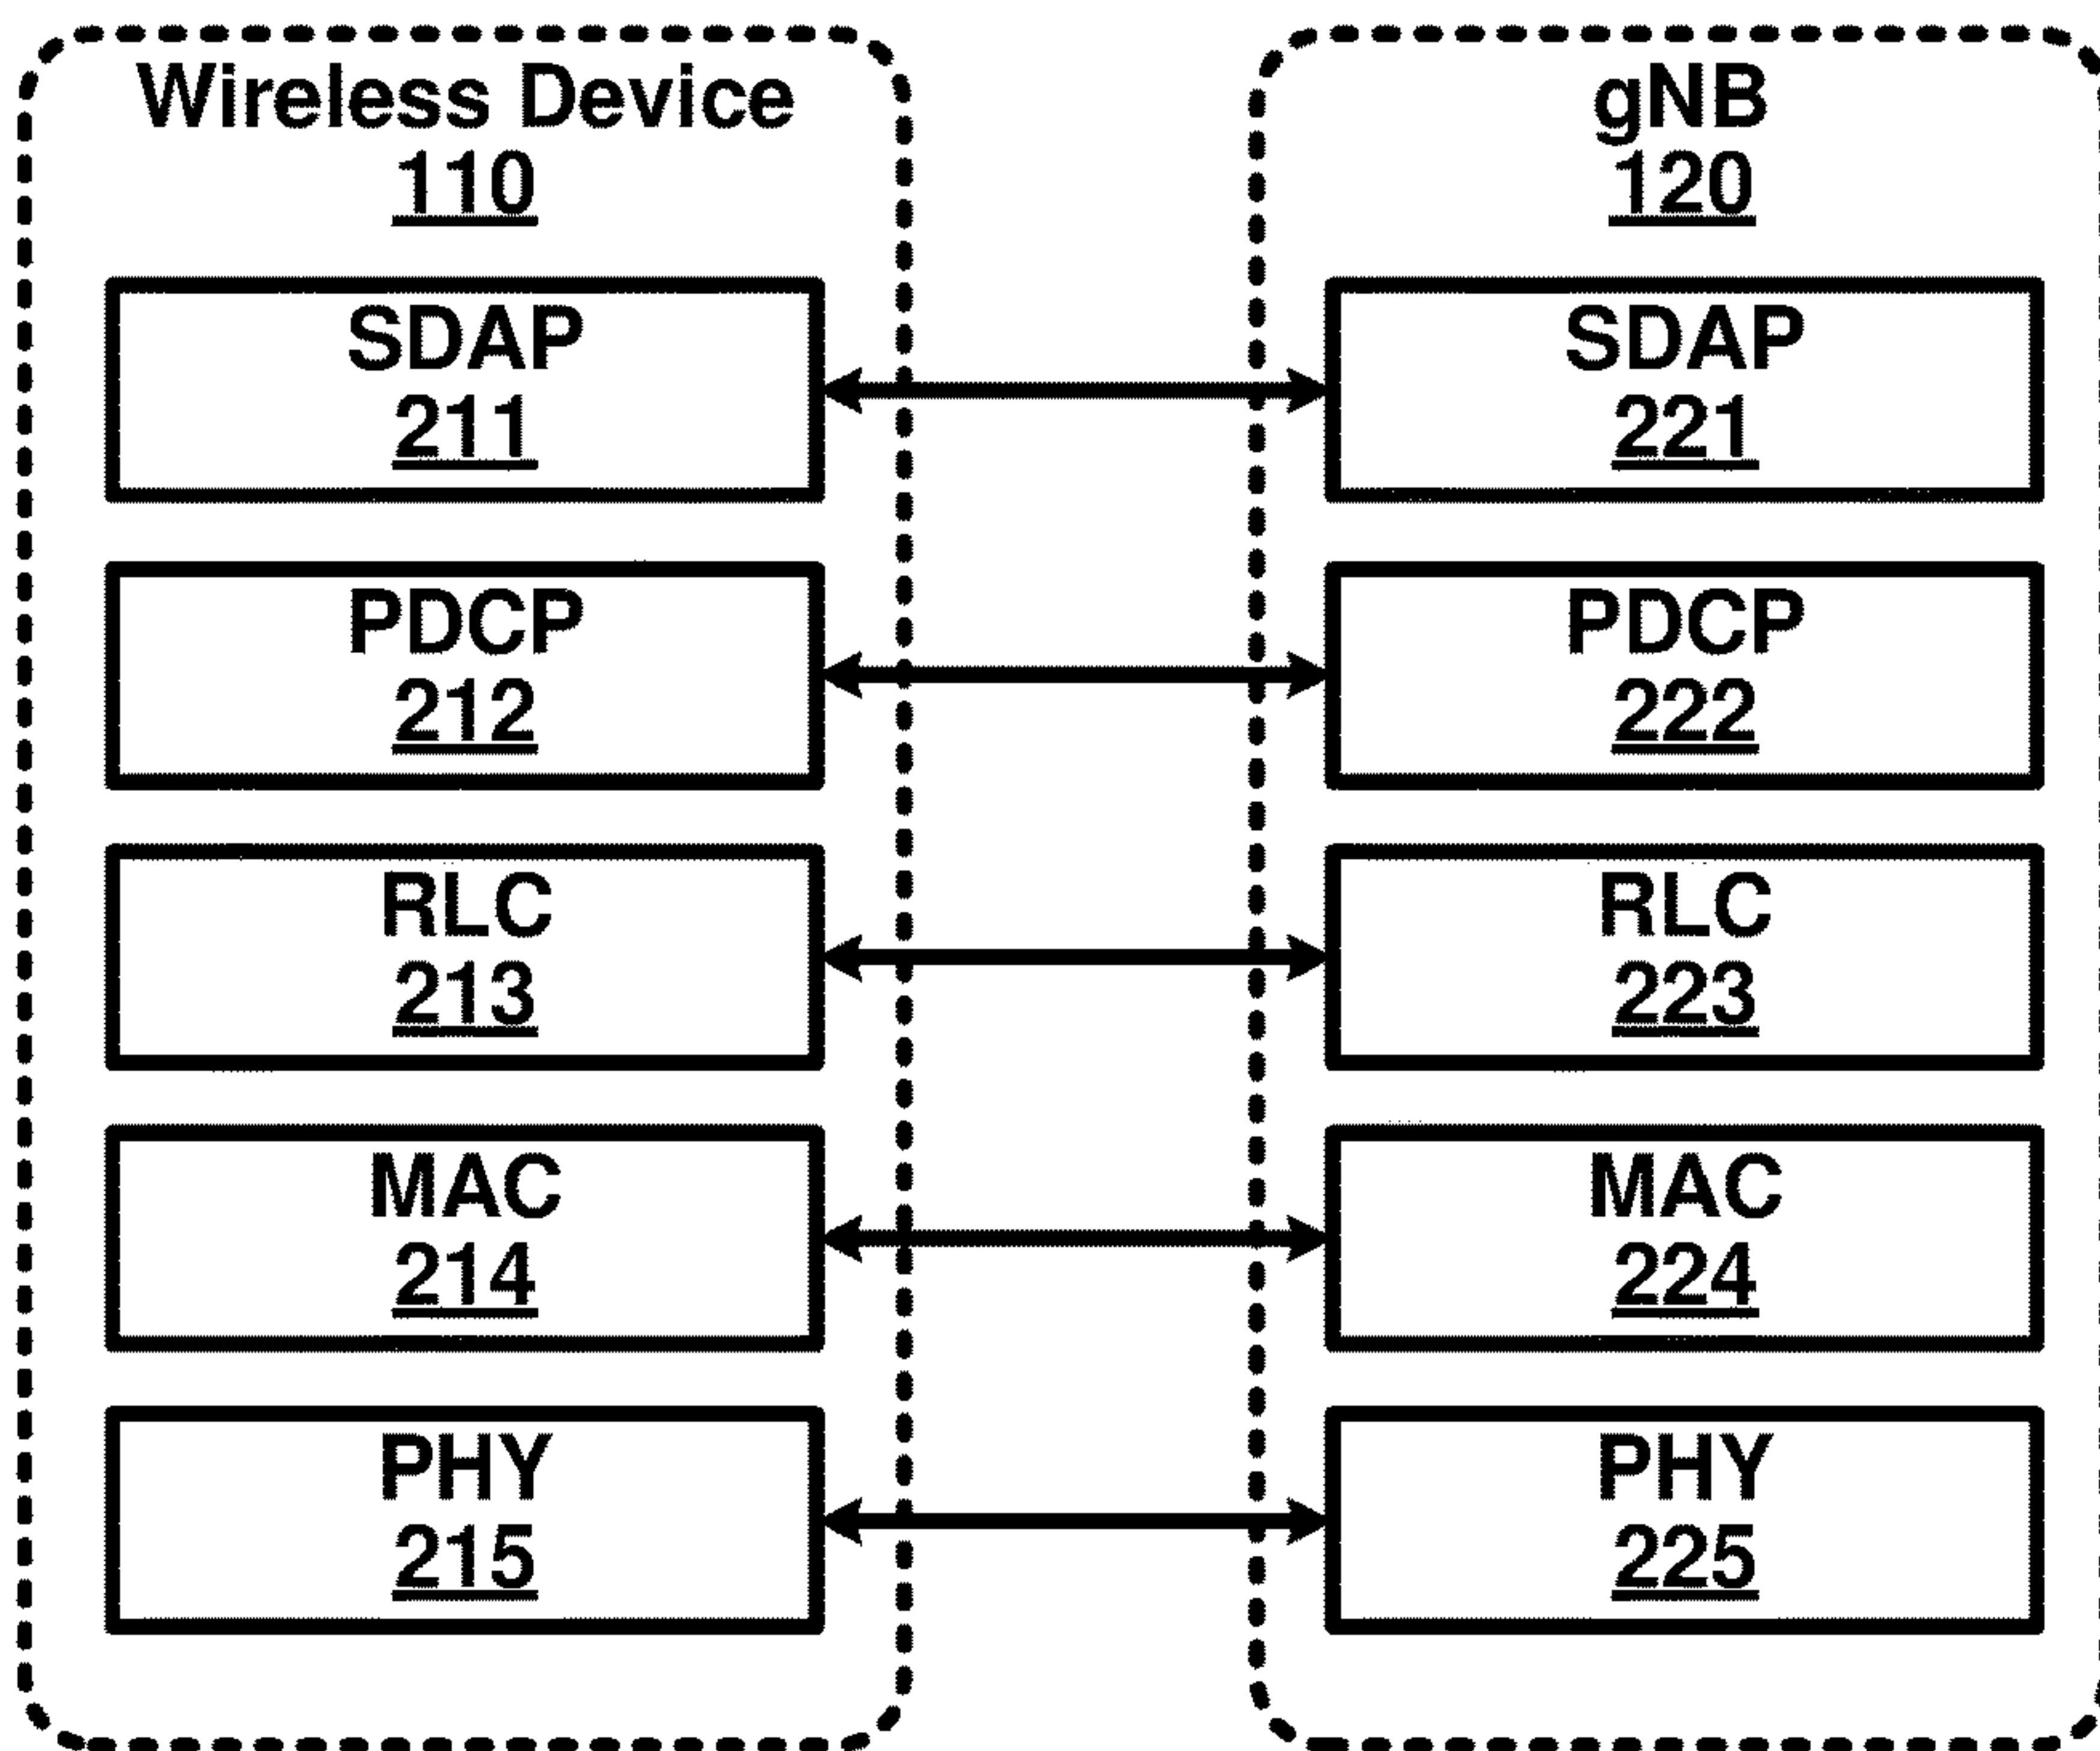 Wireless Device
110
SDAP
211
PDCP
212
RLC
213
MAC
214
PHY
215
gNB
120
SDAP
221
PDCP
222
RLC
223
MAC
224
PHY
225